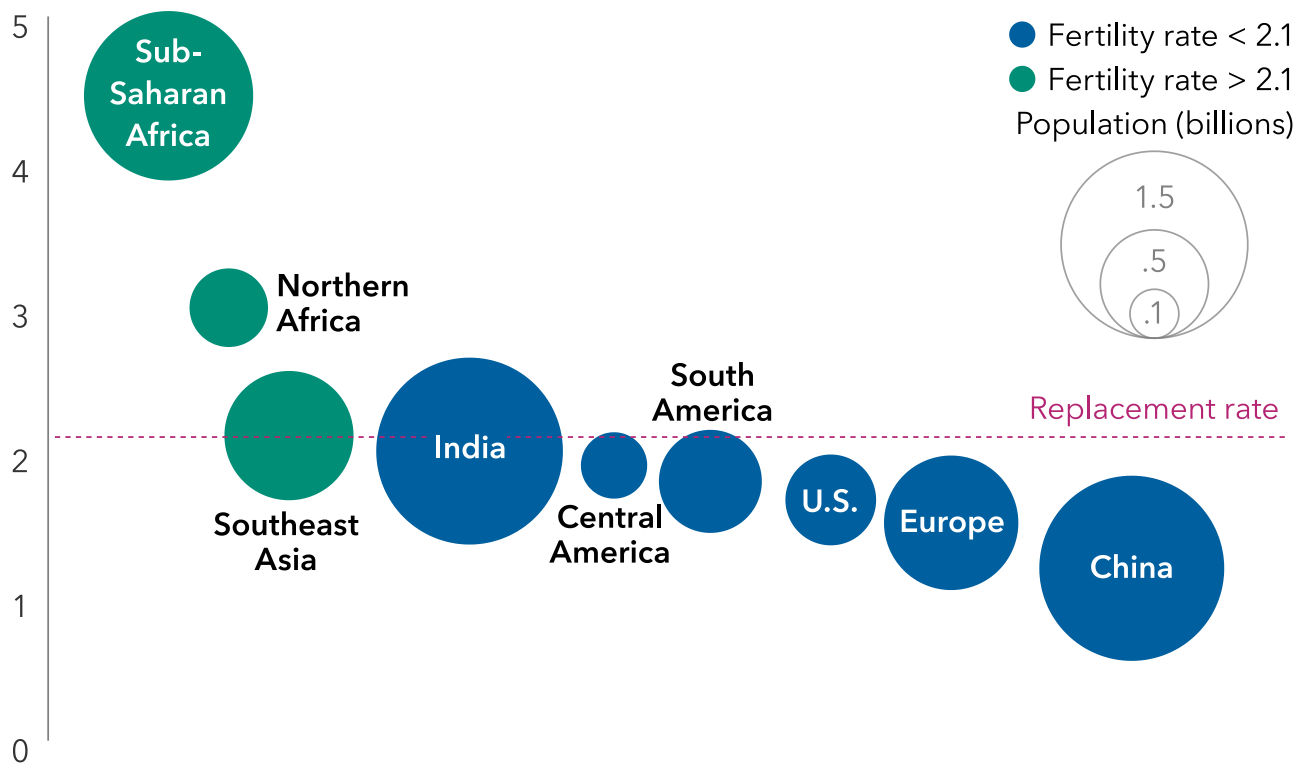 5
4
3
2
1
0
Sub-
Saharan
Africa
Northern
Africa
Southeast
Asia
India
Central
America
South
America
U.S.
Europe
China
Fertility rate < 2.1
Fertility rate > 2.1
Population (billions)
1.5
.5
.1
Replacement rate